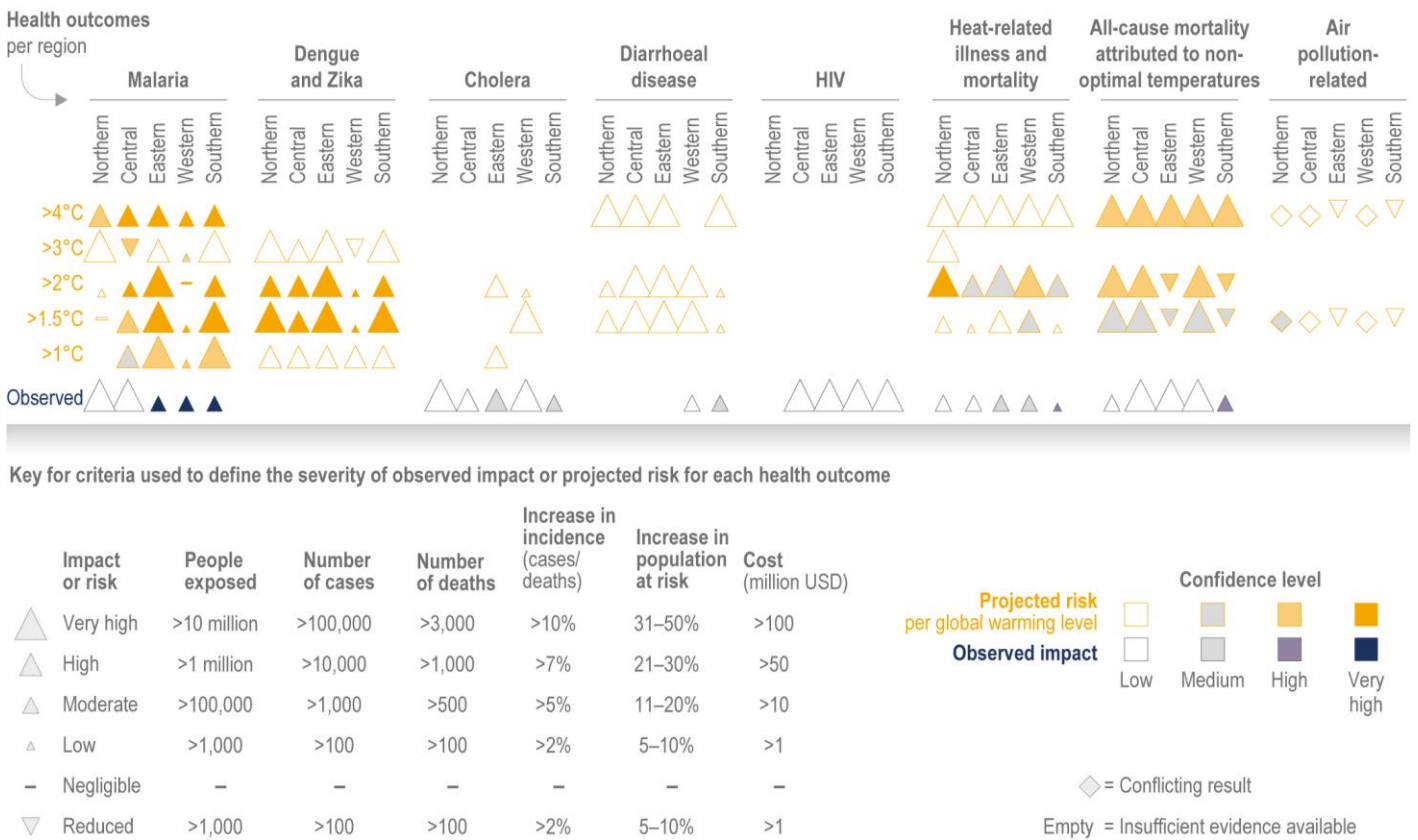 Health outcomes
per region
Malaria
Dengue
and Zika
Cholera
Diarrhoeal
disease
HIV
Heat-related
illness and
mortality
All-cause mortality
attributed to non-
optimal temperatures
Air
pollution-
related
Northern Central Eastern Western Southern
Northern Central Eastern Western Southern
Northern Central Eastern Western Southern
Northern Central Eastern Western Southern
Northern Central Eastern Western Southern
Northern Central Eastern Western Southern
Northern Central Eastern Western Southern
Northern Central Eastern Western Southern
>4°C
>3°C
>2°C
>1.5°C
>1°C
Observed
Key for criteria used to define the severity of observed impact or projected risk for each health outcome
Impact
or risk
People
exposed
Number
of cases
Number
of deaths
Increase in
incidence
(cases/
deaths)
Increase in
population
at risk
Cost
(million USD)
Very high >10 million >100,000 >3,000 >10% 31–50% >100
High >1 million >10,000 >1,000 >7% 21–30% >50
Moderate >100,000 >1,000 >500 >5% 11–20% >10
Low >1,000 >100 >100 >2% 5–10% >1
– Negligible – – – – – –
Reduced >1,000 >100 >100 >2% 5–10% >1
Confidence level
Projected risk
per global warming level
Observed impact
Low Medium High Very
high
= Conflicting result
Empty = Insufficient evidence available